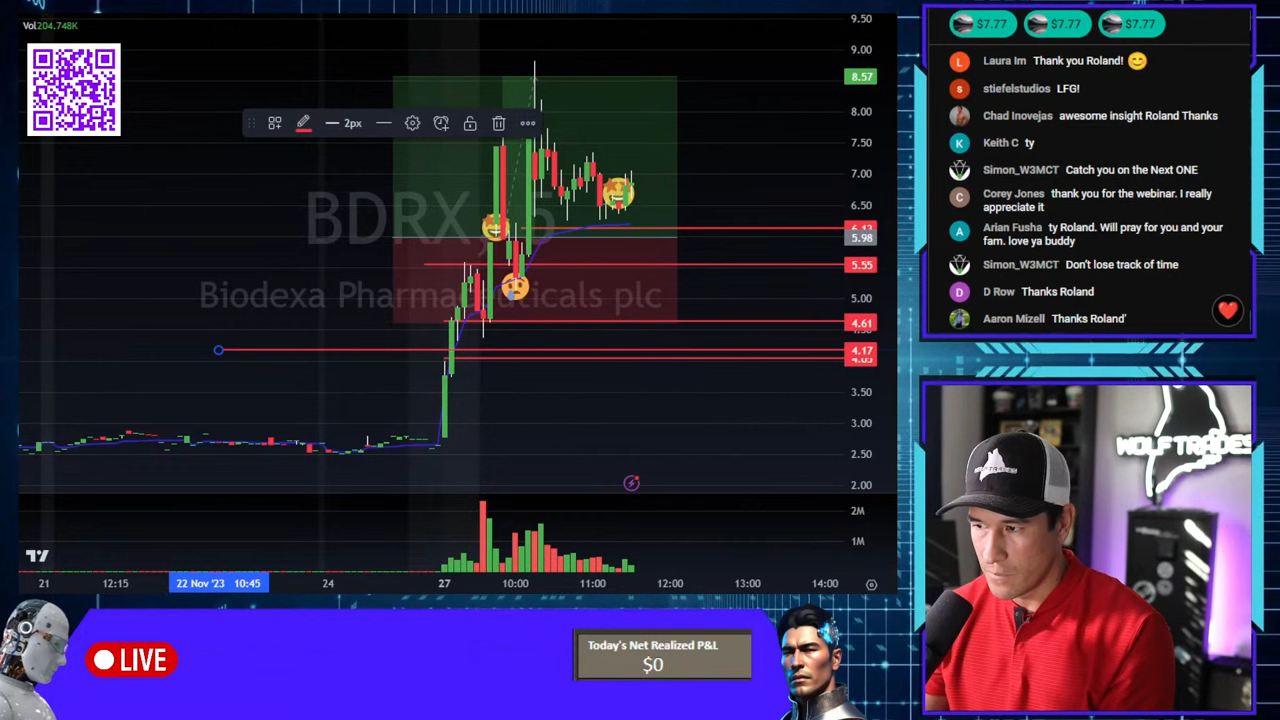 Vol204.748K
BDRX, 5
Biodexa Pharmaceuticals plc
2px
9.50
9.00
8.57
8.00
7.50
7.00
6.50
5.98
5.55
5.00
4.61
4.17
3.50
3.00
2.50
2.00
2M
1M
21
12:15
22 Nov '23 10:45
24
27
10:00
11:00
12:00
13:00
14:00
LIVE
Today's Net Realized P&L
$0
$7.77
$7.77
$7.77
L Laura Im Thank you Roland!
s stiefelstudios LFG!
Chad Inovejas awesome insight Roland Thanks
K Keith C ty
Simon_W3MCT Catch you on the Next ONE
C Corey Jones thank you for the webinar. I really
appreciate it
A Arian Fusha ty Roland. Will pray for you and your
fam. love ya buddy
Simon_W3MCT Don't lose track of time
D D Row Thanks Roland
Aaron Mizell Thanks Roland'
WOLFTRADES
WOLFTRADES